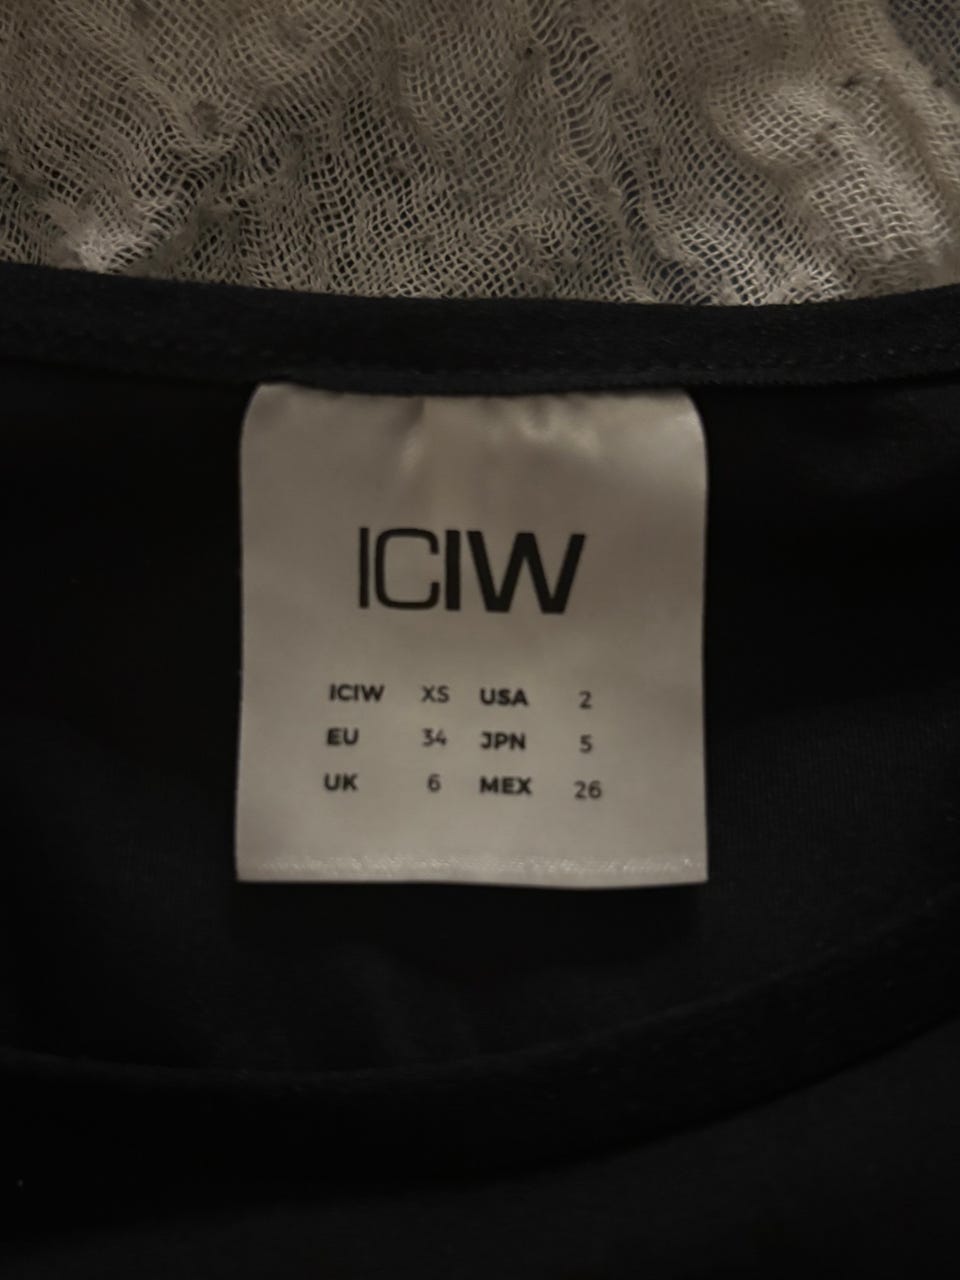 ICIW
ICIW XS USA 2
EU 34 JPN 5
UK 6 MEX 26